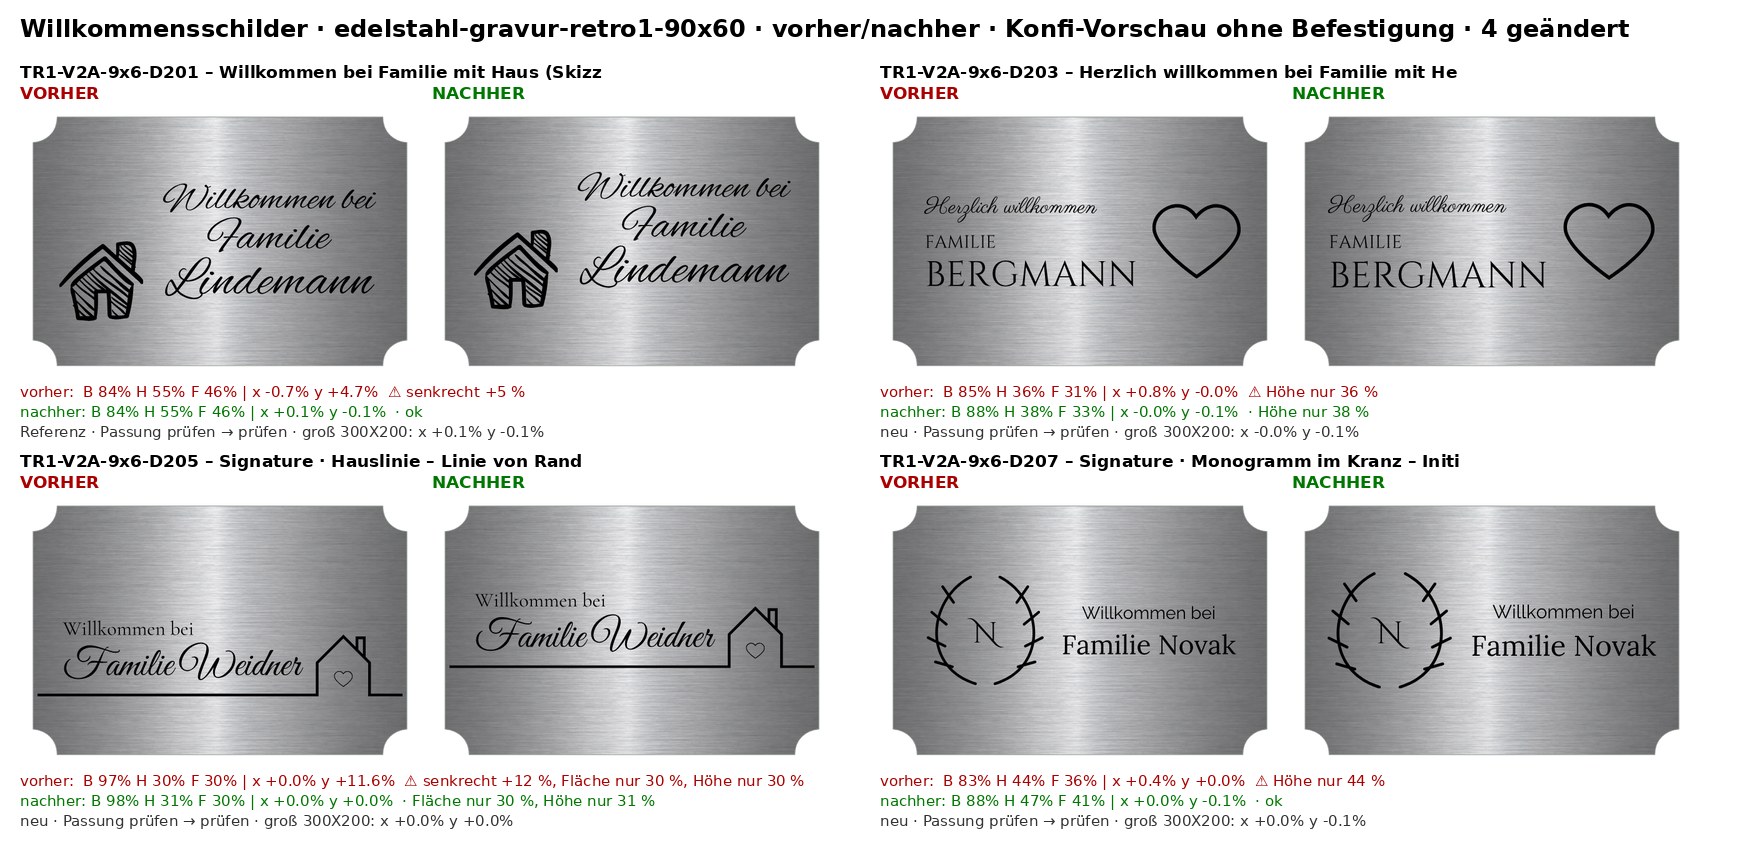 Willkommensschilder · edelstahl-gravur-retro1-90x60 · vorher/nachher · Konfi-Vorschau ohne Befestigung · 4 geändert
TR1-V2A-9x6-D201 – Willkommen bei Familie mit Haus (Skizz
VORHER
NACHHER
Willkommen bei
Familie
Lindemann
Willkommen bei
Familie
Lindemann
vorher: B 84% H 55% F 46% | x -0.7% y +4.7% ⚠ senkrecht +5 %
nachher: B 84% H 55% F 46% | x +0.1% y -0.1% · ok
Referenz · Passung prüfen → prüfen · groß 300X200: x +0.1% y -0.1%
TR1-V2A-9x6-D203 – Herzlich willkommen bei Familie mit He
VORHER
NACHHER
Herzlich willkommen
FAMILIE
BERGMANN
Herzlich willkommen
FAMILIE
BERGMANN
vorher: B 85% H 36% F 31% | x +0.8% y -0.0% ⚠ Höhe nur 36 %
nachher: B 88% H 38% F 33% | x -0.0% y -0.1% · Höhe nur 38 %
neu · Passung prüfen → prüfen · groß 300X200: x -0.0% y -0.1%
TR1-V2A-9x6-D205 – Signature · Hauslinie – Linie von Rand
VORHER
NACHHER
Willkommen bei
Familie Weidner
Willkommen bei
Familie Weidner
vorher: B 97% H 30% F 30% | x +0.0% y +11.6% ⚠ senkrecht +12 %, Fläche nur 30 %, Höhe nur 30 %
nachher: B 98% H 31% F 30% | x +0.0% y +0.0% · Fläche nur 30 %, Höhe nur 31 %
neu · Passung prüfen → prüfen · groß 300X200: x +0.0% y +0.0%
TR1-V2A-9x6-D207 – Signature · Monogramm im Kranz – Initi
VORHER
NACHHER
N
Willkommen bei
Familie Novak
N
Willkommen bei
Familie Novak
vorher: B 83% H 44% F 36% | x +0.4% y +0.0% ⚠ Höhe nur 44 %
nachher: B 88% H 47% F 41% | x +0.0% y -0.1% · ok
neu · Passung prüfen → prüfen · groß 300X200: x +0.0% y -0.1%